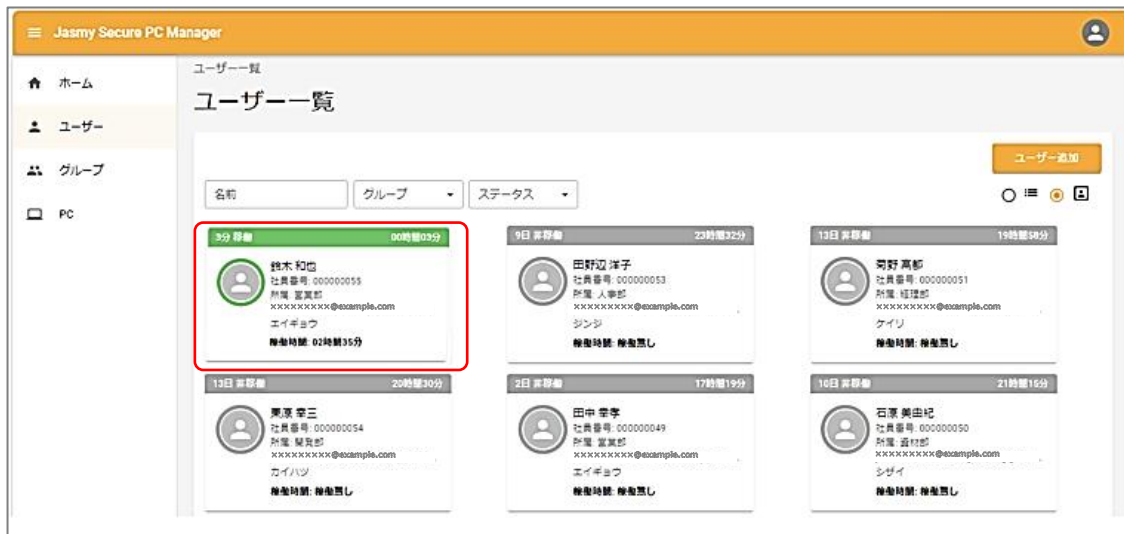 Jasmy Secure PC Manager
ホーム
ユーザー
グループ
PC
ユーザー一覧
ユーザー一覧
ユーザー追加
名前
グループ
ステータス
3分 稼働 00時間03分
鈴木 和也
社員番号: 000000055
所属: 営業部
xxxxxxxxx@example.com
エイギョウ
稼働時間: 02時間35分
9日 非稼働 23時間32分
田野辺 洋子
社員番号: 000000053
所属: 人事部
xxxxxxxxx@example.com
ジンジ
稼働時間: 稼働無し
13日 非稼働 19時間58分
菊野 高都
社員番号: 000000051
所属: 経理部
xxxxxxxxx@example.com
ケイリ
稼働時間: 稼働無し
13日 非稼働 20時間30分
栗原 幸三
社員番号: 000000054
所属: 開発部
xxxxxxxxx@example.com
カイハツ
稼働時間: 稼働無し
2日 非稼働 17時間19分
田中 幸孝
社員番号: 000000049
所属: 営業部
xxxxxxxxx@example.com
エイギョウ
稼働時間: 稼働無し
10日 非稼働 21時間16分
石原 美由紀
社員番号: 000000050
所属: 資材部
xxxxxxxxx@example.com
シザイ
稼働時間: 稼働無し